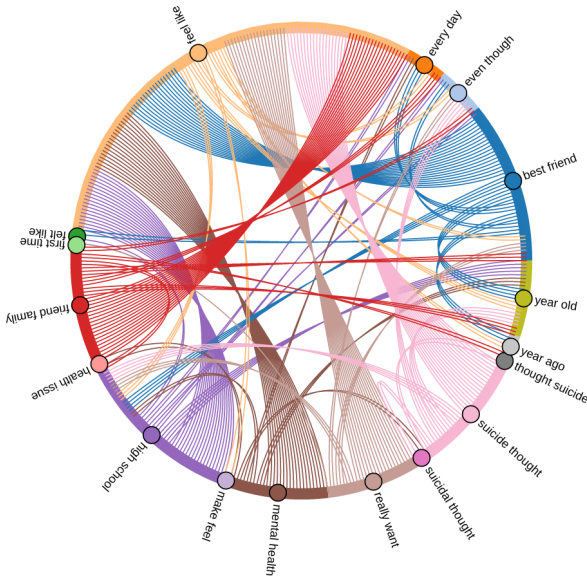 feel like
every day
even though
best friend
year old
year ago
thought suicide
suicide thought
suicidal thought
really want
mental health
make feel
high school
health issue
friend family
first time
felt like